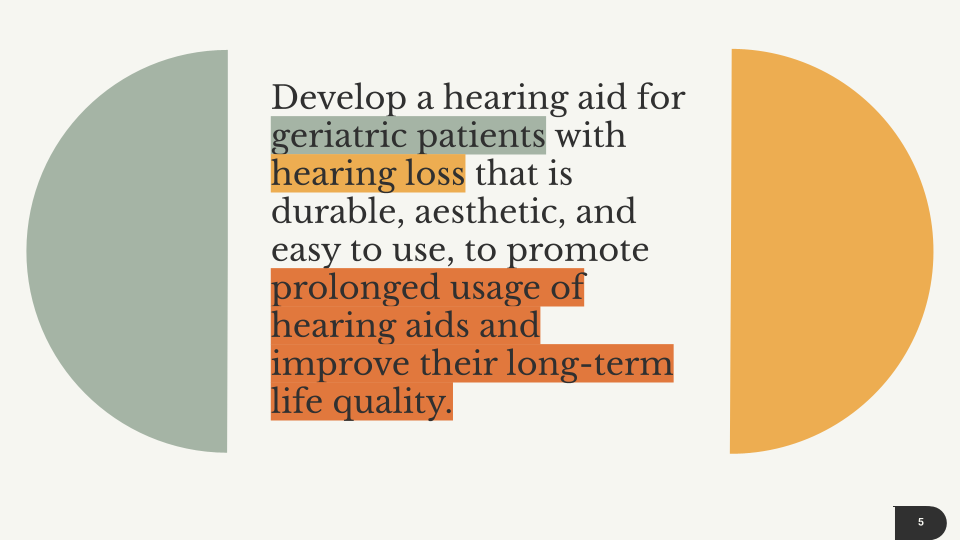 Develop a hearing aid for
geriatric patients with
hearing loss that is
durable, aesthetic, and
easy to use, to promote
prolonged usage of
hearing aids and
improve their long-term
life quality.
5